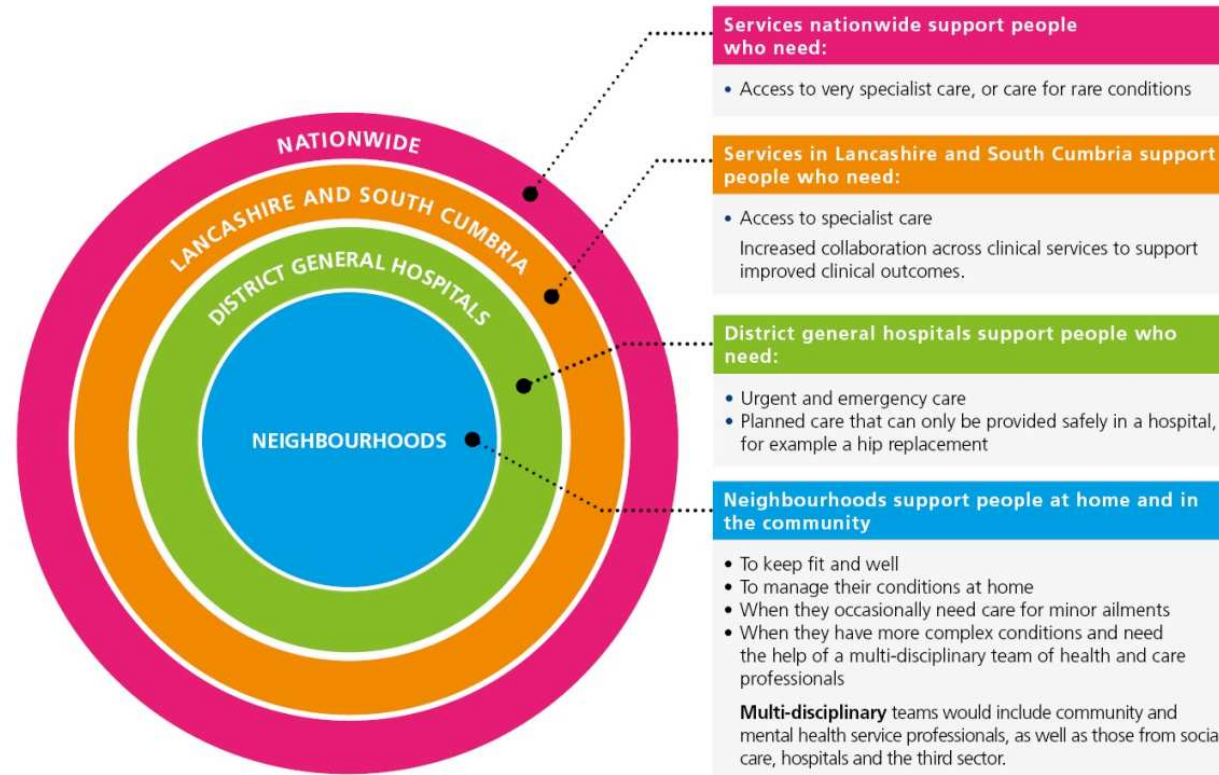 NATIONWIDE
LANCASHIRE AND SOUTH CUMBRIA
DISTRICT GENERAL HOSPITALS
NEIGHBOURHOODS
Services nationwide support people
who need:
• Access to very specialist care, or care for rare conditions
Services in Lancashire and South Cumbria support
people who need:
• Access to specialist care
Increased collaboration across clinical services to support
improved clinical outcomes.
District general hospitals support people who
need:
• Urgent and emergency care
• Planned care that can only be provided safely in a hospital,
for example a hip replacement
Neighbourhoods support people at home and in
the community
• To keep fit and well
• To manage their conditions at home
• When they occasionally need care for minor ailments
• When they have more complex conditions and need
the help of a multi-disciplinary team of health and care
professionals
Multi-disciplinary teams would include community and
mental health service professionals, as well as those from socia
care, hospitals and the third sector.